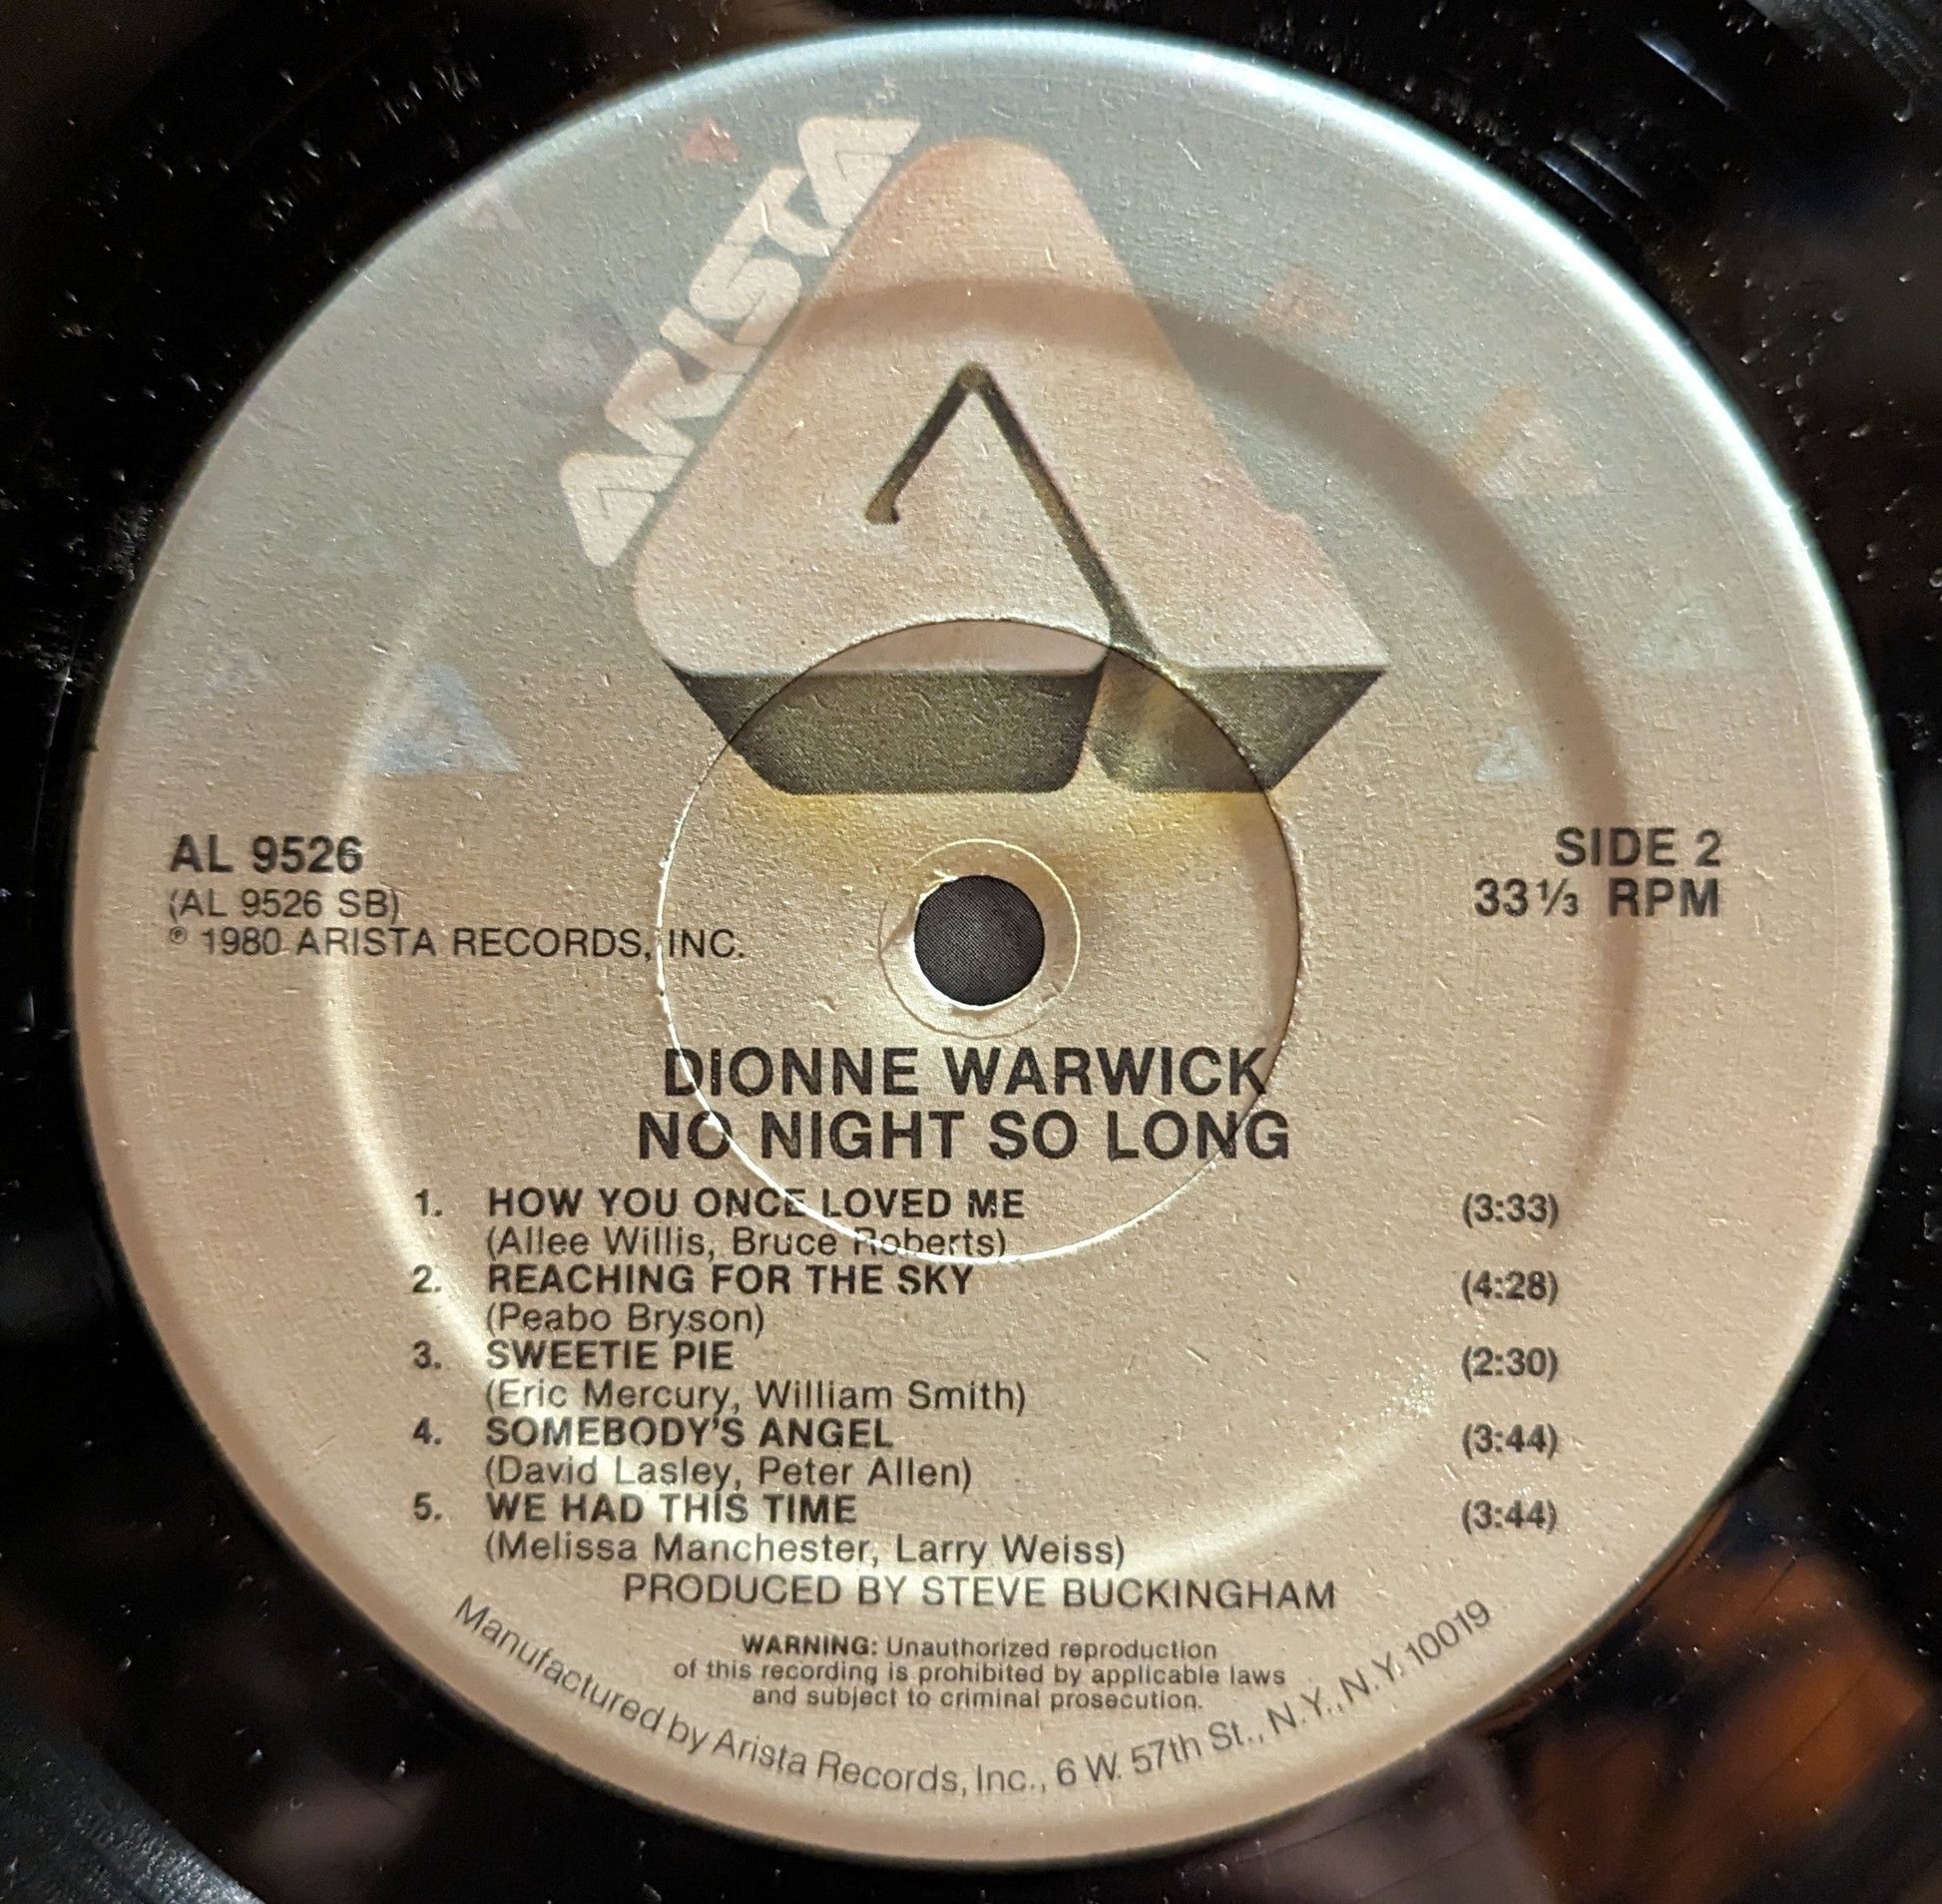 ARISTA
AL 9526
(AL 9526 SB)
℗ 1980 ARISTA RECORDS, INC.
SIDE 2
33⅓ RPM
DIONNE WARWICK
NO NIGHT SO LONG
1. HOW YOU ONCE LOVED ME (3:33)
(Allee Willis, Bruce Roberts)
2. REACHING FOR THE SKY (4:28)
(Peabo Bryson)
3. SWEETIE PIE (2:30)
(Eric Mercury, William Smith)
4. SOMEBODY'S ANGEL (3:44)
(David Lasley, Peter Allen)
5. WE HAD THIS TIME (3:44)
(Melissa Manchester, Larry Weiss)
PRODUCED BY STEVE BUCKINGHAM
WARNING: Unauthorized reproduction
of this recording is prohibited by applicable laws
and subject to criminal prosecution.
Manufactured by Arista Records, Inc., 6 W. 57th St., N.Y., N.Y. 10019